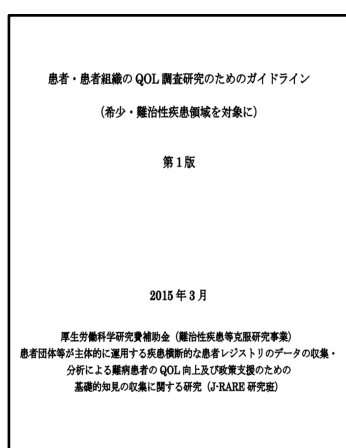 患者・患者組織の QOL 調査研究のためのガイドライン
（希少・難治性疾患領域を対象に）
第 1 版
2015 年 3 月
厚生労働科学研究費補助金（難治性疾患等克服研究事業）
患者団体等が主体的に運用する疾患横断的な患者レジストリのデータの収集・
分析による難病患者の QOL 向上及び政策支援のための
基礎的知見の収集に関する研究（J-RARE 研究班）